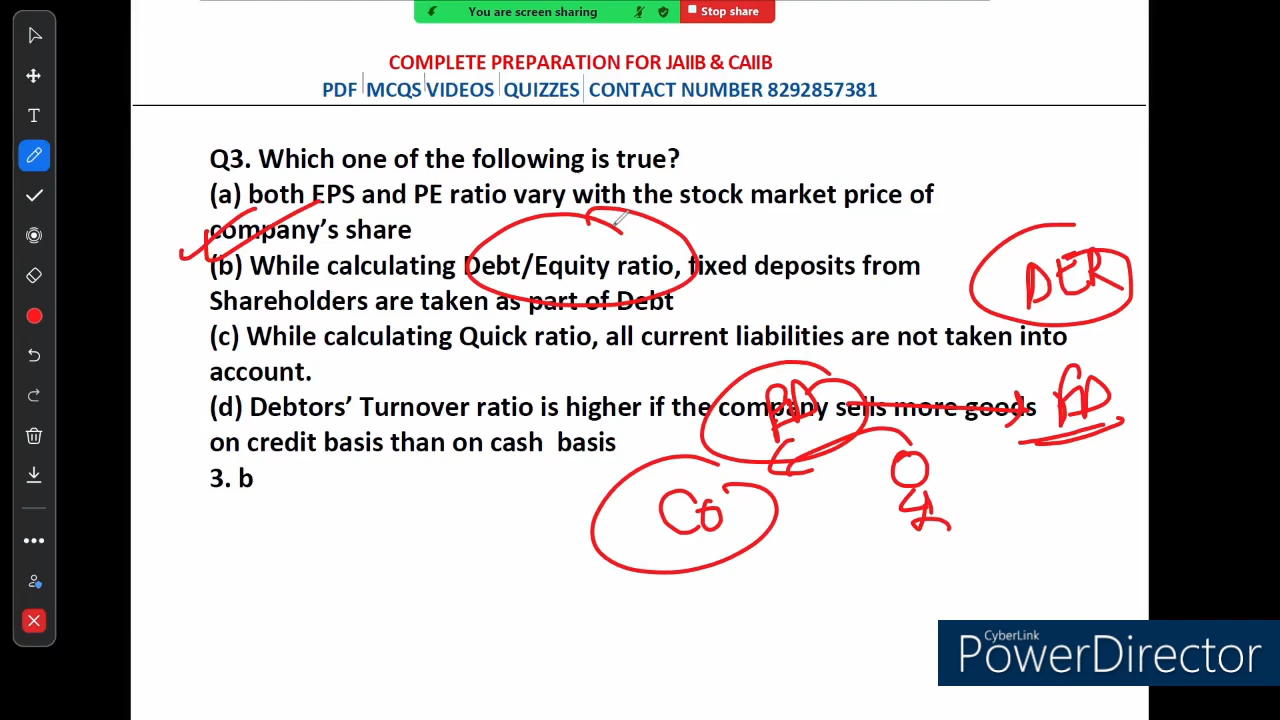 You are screen sharing Stop share
COMPLETE PREPARATION FOR JAIIB & CAIIB
PDF MCQS VIDEOS QUIZZES CONTACT NUMBER 8292857381
Q3. Which one of the following is true?
(a) both EPS and PE ratio vary with the stock market price of
company's share
(b) While calculating Debt/Equity ratio, fixed deposits from
Shareholders are taken as part of Debt
DER
(c) While calculating Quick ratio, all current liabilities are not taken into
account.
(d) Debtors' Turnover ratio is higher if the company sells more goods
FD
on credit basis than on cash basis
3. b
Co
CyberLink
PowerDirector